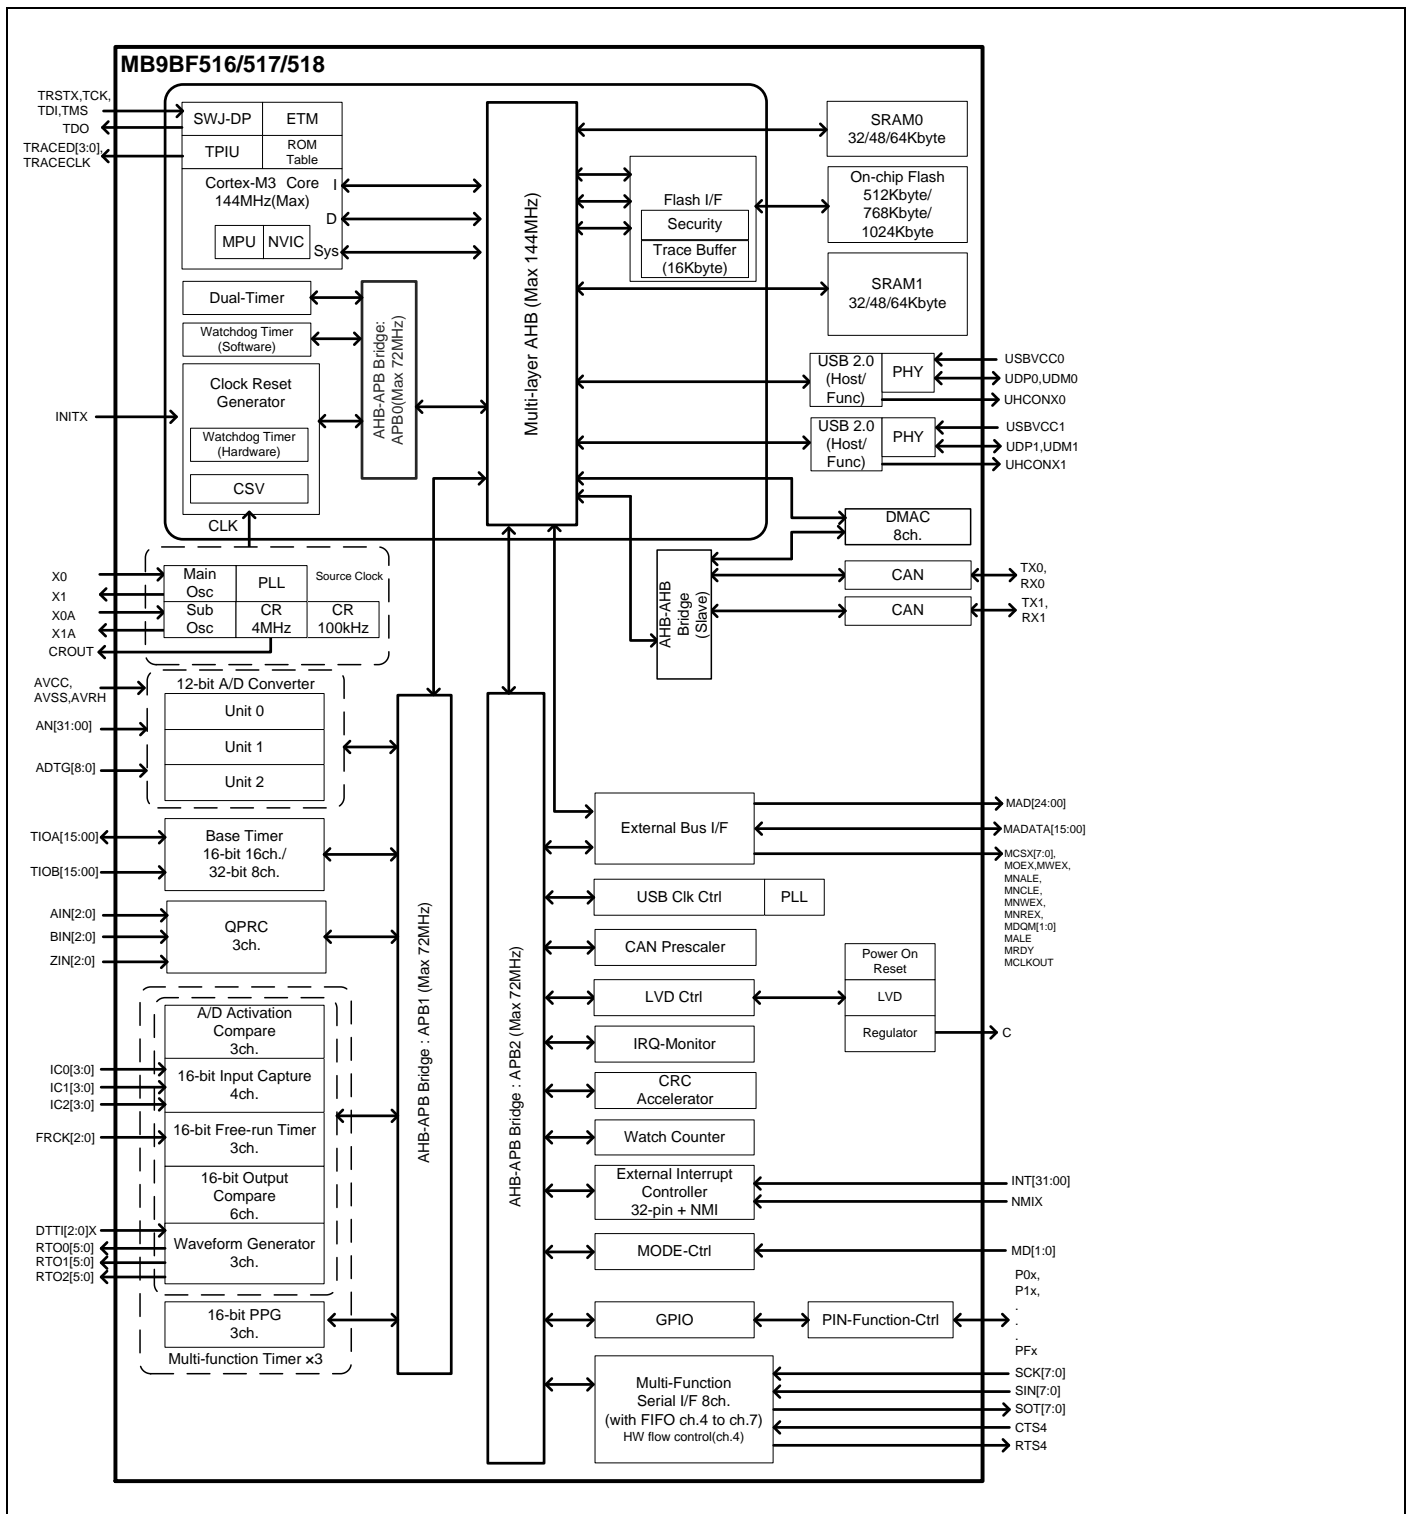 MB9BF516/517/518
TRSTX,TCK,
TDI,TMS
TDO
TRACED[3:0],
TRACECLK
SWJ-DP
ETM
TPIU
ROM
Table
Cortex-M3 Core
144MHz(Max)
I
D
Sys
MPU
NVIC
Dual-Timer
Watchdog Timer
(Software)
Clock Reset
Generator
Watchdog Timer
(Hardware)
CSV
CLK
INITX
AHB-APB Bridge:
APB0(Max 72MHz)
Multi-layer AHB (Max 144MHz)
Flash I/F
Security
Trace Buffer
(16Kbyte)
SRAM0
32/48/64Kbyte
On-chip Flash
512Kbyte/
768Kbyte/
1024Kbyte
SRAM1
32/48/64Kbyte
USB 2.0
(Host/
Func)
PHY
USBVCC0
UDP0,UDM0
UHCONX0
USB 2.0
(Host/
Func)
PHY
USBVCC1
UDP1,UDM1
UHCONX1
DMAC
8ch.
AHB-AHB
Bridge
(Slave)
CAN
TX0,
RX0
CAN
TX1,
RX1
X0
X1
X0A
X1A
CROUT
Main
Osc
PLL
Source Clock
Sub
Osc
CR
4MHz
CR
100kHz
AVCC,
AVSS,AVRH
AN[31:00]
ADTG[8:0]
12-bit A/D Converter
Unit 0
Unit 1
Unit 2
TIOA[15:00]
TIOB[15:00]
Base Timer
16-bit 16ch./
32-bit 8ch.
AIN[2:0]
BIN[2:0]
ZIN[2:0]
QPRC
3ch.
A/D Activation
Compare
3ch.
IC0[3:0]
IC1[3:0]
IC2[3:0]
16-bit Input Capture
4ch.
FRCK[2:0]
16-bit Free-run Timer
3ch.
16-bit Output
Compare
6ch.
DTTI[2:0]X
RTO0[5:0]
RTO1[5:0]
RTO2[5:0]
Waveform Generator
3ch.
16-bit PPG
3ch.
Multi-function Timer ×3
AHB-APB Bridge : APB1 (Max 72MHz)
AHB-APB Bridge : APB2 (Max 72MHz)
External Bus I/F
MAD[24:00]
MADATA[15:00]
MCSX[7:0],
MOEX,MWEX,
MNALE,
MNCLE,
MNWEX,
MNREX,
MDQM[1:0]
MALE
MRDY
MCLKOUT
USB Clk Ctrl
PLL
CAN Prescaler
LVD Ctrl
Power On
Reset
LVD
Regulator
C
IRQ-Monitor
CRC
Accelerator
Watch Counter
External Interrupt
Controller
32-pin + NMI
INT[31:00]
NMIX
MODE-Ctrl
MD[1:0]
GPIO
PIN-Function-Ctrl
P0x,
P1x,
.
.
.
PFx
Multi-Function
Serial I/F 8ch.
(with FIFO ch.4 to ch.7)
HW flow control(ch.4)
SCK[7:0]
SIN[7:0]
SOT[7:0]
CTS4
RTS4